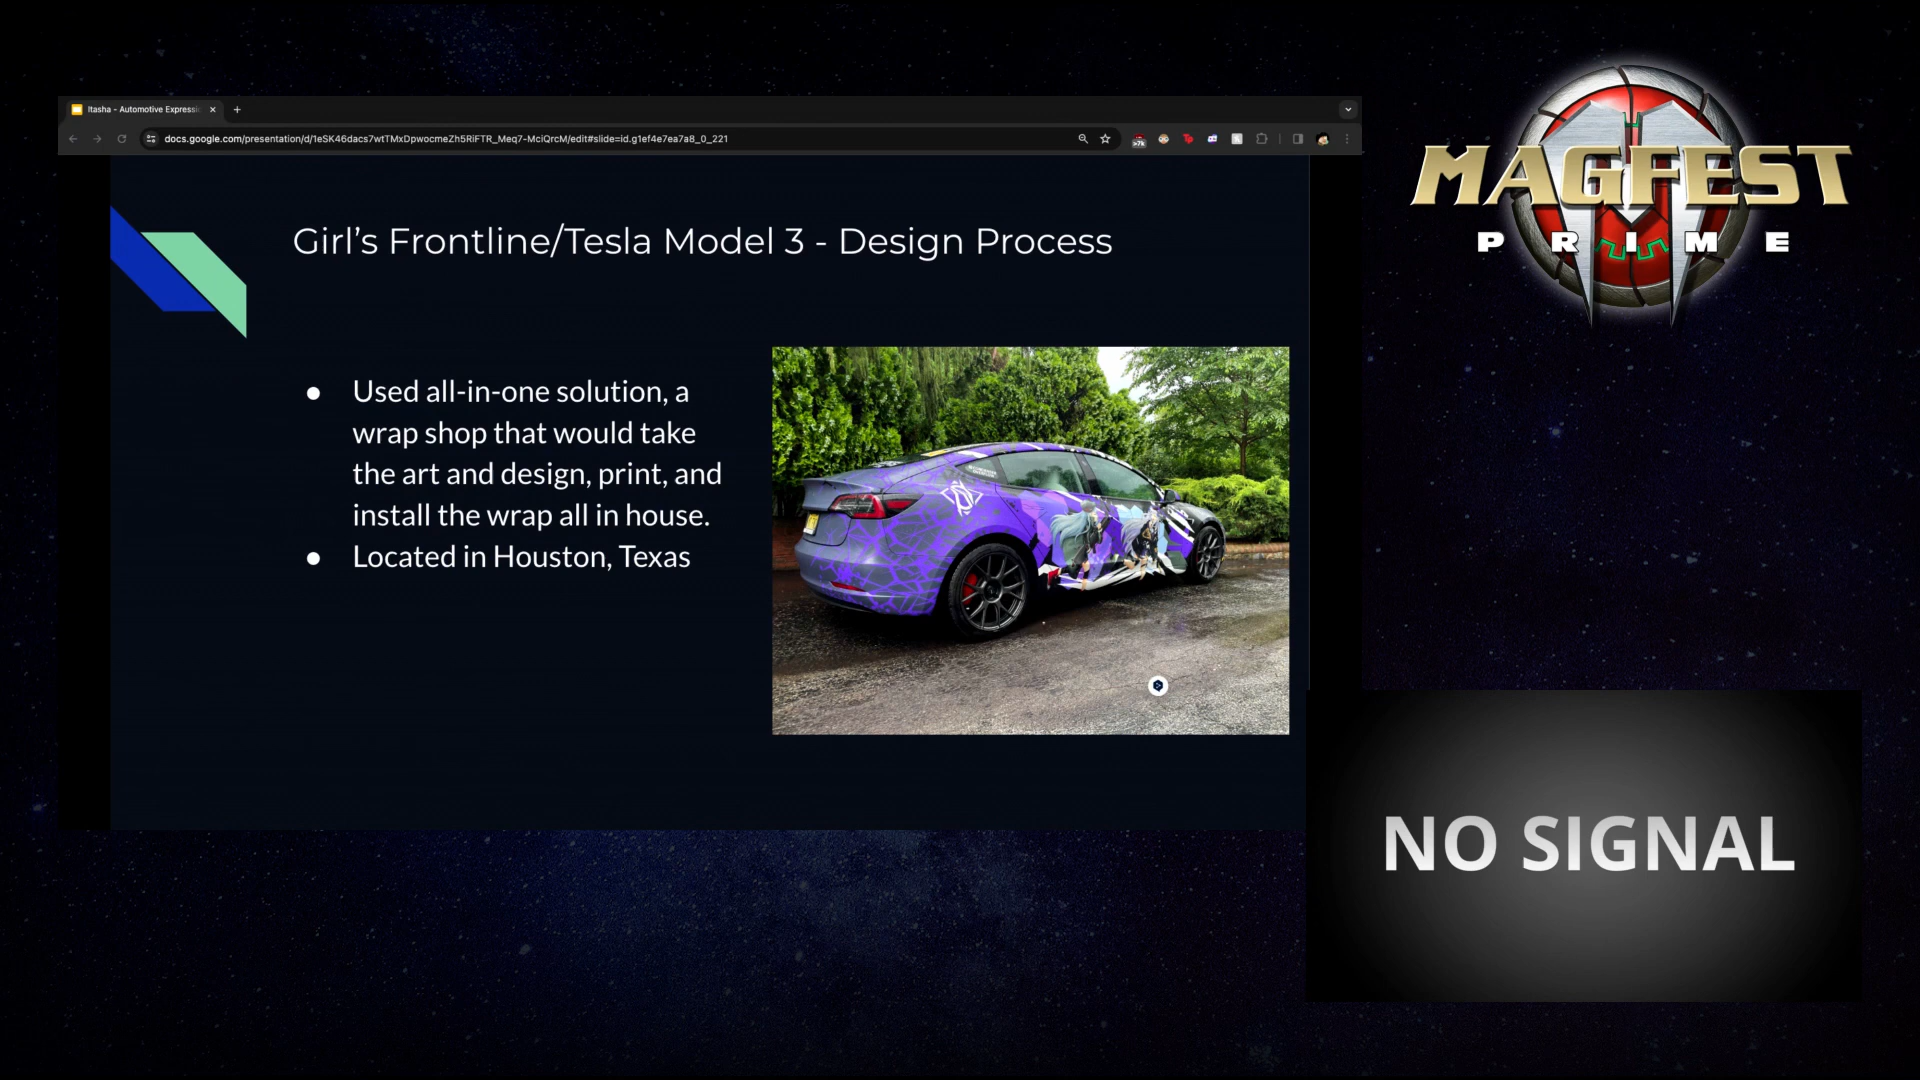 Itasha - Automotive Expressi
docs.google.com/presentation/d/1eSK46dacs7wtTMxDpwocmeZh5RiFTR_Meq7-MciQrcM/edit#slide=id.g1ef4e7ea7a8_0_221
>7k
MAGFEST
PRIME
Girl's Frontline/Tesla Model 3 - Design Process
● Used all-in-one solution, a
wrap shop that would take
the art and design, print, and
install the wrap all in house.
● Located in Houston, Texas
NO SIGNAL